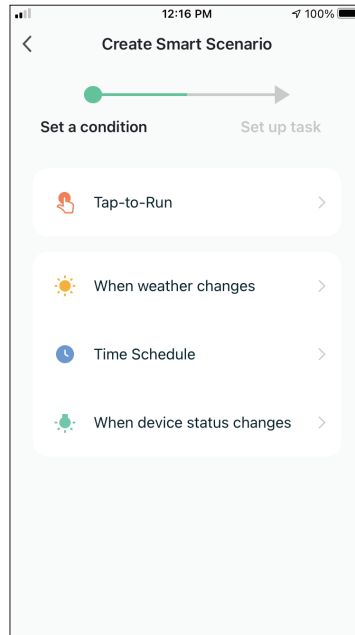 12:16 PM 100%
Create Smart Scenario
Set a condition Set up task
Tap-to-Run
When weather changes
Time Schedule
When device status changes